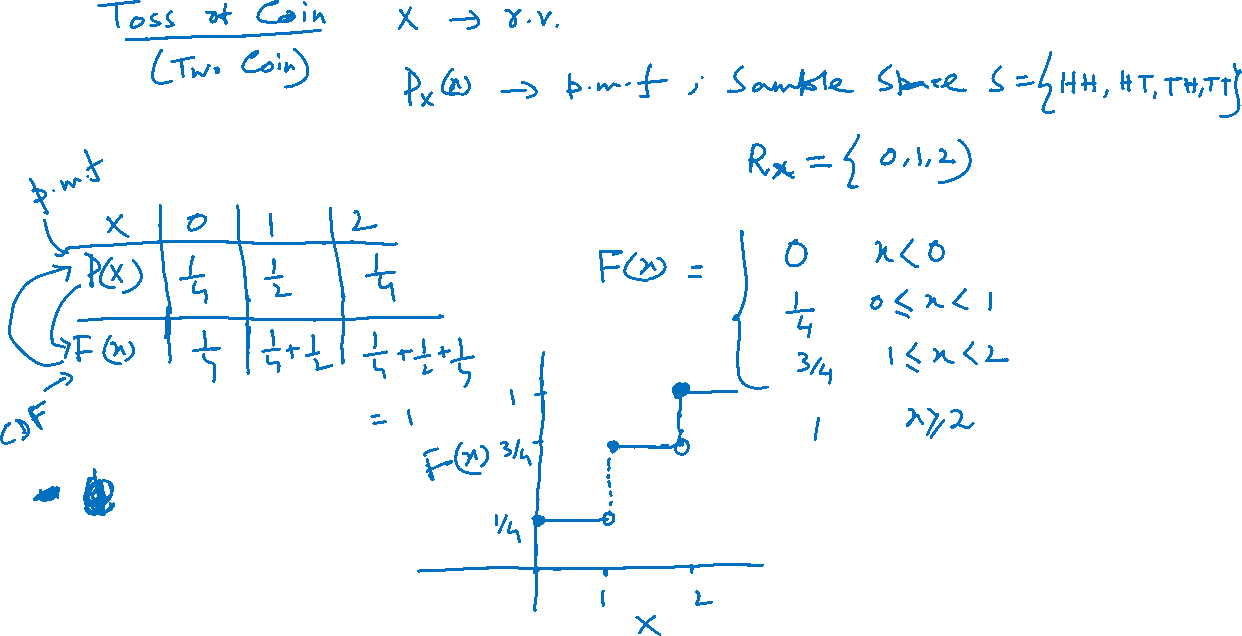 Toss of Coin X → r.v.
(Two Coin)
Pₓ(x) → p.m.f ; Sample Space S = {HH, HT, TH, TT}
Rₓ = { 0,1,2 )
p.m.f
X | 0 | 1 | 2
P(X) | 1/4 | 1/2 | 1/4
F(x) | 1/4 | 1/4 + 1/2 | 1/4 + 1/2 + 1/4
= 1
CDF
F(x) = {
0 x < 0
1/4 0 ≤ x < 1
3/4 1 ≤ x < 2
1 x ≥ 2
1
F(x) 3/4
1/4
1 2
X